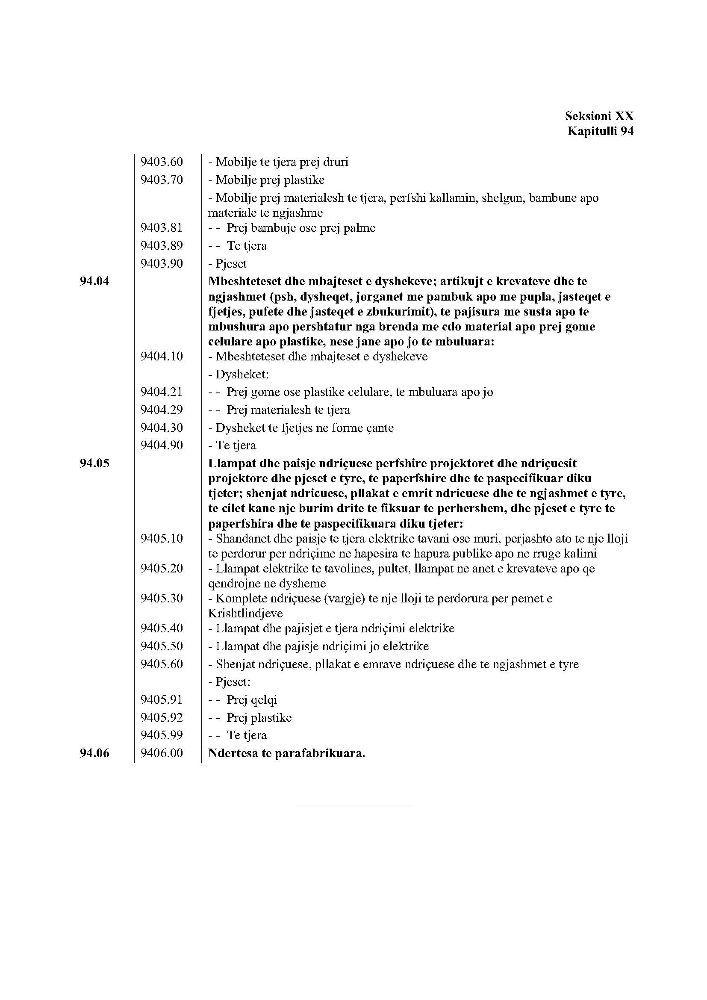 Seksioni XX
Kapitulli 94
9403.60 - Mobilje te tjera prej druri
9403.70 - Mobilje prej plastike
- Mobilje prej materialesh te tjera, perfshi kallamin, shelgun, bambune apo
materiale te ngjashme
9403.81 - - Prej bambuje ose prej palme
9403.89 - - Te tjera
9403.90 - Pjeset
94.04 Mbeshteteset dhe mbajteset e dyshekeve; artikujt e krevateve dhe te
ngjashmet (psh, dysheqet, jorganet me pambuk apo me pupla, jasteqet e
fjetjes, pufete dhe jasteqet e zbukurimit), te pajisura me susta apo te
mbushura apo pershtatur nga brenda me cdo material apo prej gome
celulare apo plastike, nese jane apo jo te mbuluara:
9404.10 - Mbeshteteset dhe mbajteset e dyshekeve
- Dysheket:
9404.21 - - Prej gome ose plastike celulare, te mbuluara apo jo
9404.29 - - Prej materialesh te tjera
9404.30 - Dysheket te fjetjes ne forme çante
9404.90 - Te tjera
94.05 Llampat dhe paisje ndriçuese perfshire projektoret dhe ndriçuesit
projektore dhe pjeset e tyre, te paperfshire dhe te paspecifikuar diku
tjeter; shenjat ndricuese, pllakat e emrit ndricuese dhe te ngjashmet e tyre,
te cilet kane nje burim drite te fiksuar te perhershem, dhe pjeset e tyre te
paperfshira dhe te paspecifikuara diku tjeter:
9405.10 - Shandanet dhe paisje te tjera elektrike tavani ose muri, perjashto ato te nje lloji
te perdorur per ndriçime ne hapesira te hapura publike apo ne rruge kalimi
9405.20 - Llampat elektrike te tavolines, pultet, llampat ne anet e krevateve apo qe
qendrojne ne dysheme
9405.30 - Komplete ndriçuese (vargje) te nje lloji te perdorura per pemet e
Krishtlindjeve
9405.40 - Llampat dhe pajisjet e tjera ndriçimi elektrike
9405.50 - Llampat dhe pajisje ndriçimi jo elektrike
9405.60 - Shenjat ndriçuese, pllakat e emrave ndriçuese dhe te ngjashmet e tyre
- Pjeset:
9405.91 - - Prej qelqi
9405.92 - - Prej plastike
9405.99 - - Te tjera
94.06 9406.00 Ndertesa te parafabrikuara.